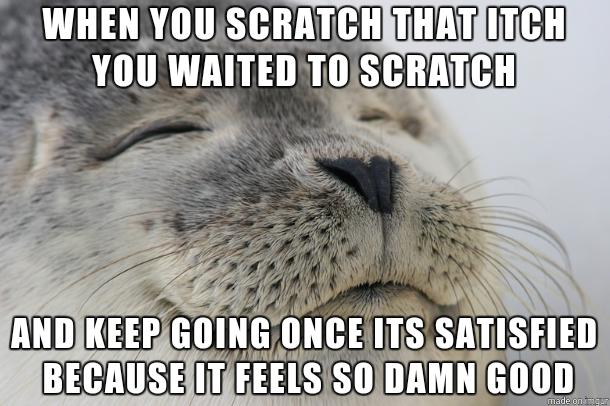 WHEN YOU SCRATCH THAT ITCH
YOU WAITED TO SCRATCH
AND KEEP GOING ONCE ITS SATISFIED
BECAUSE IT FEELS SO DAMN GOOD
made on imgur